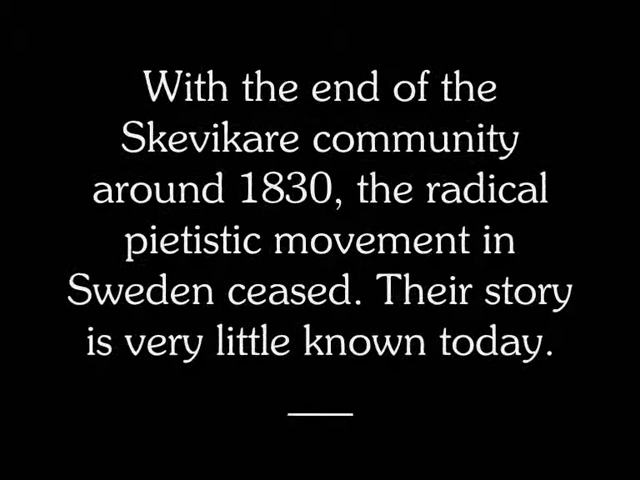 With the end of the
Skevikare community
around 1830, the radical
pietistic movement in
Sweden ceased. Their story
is very little known today.